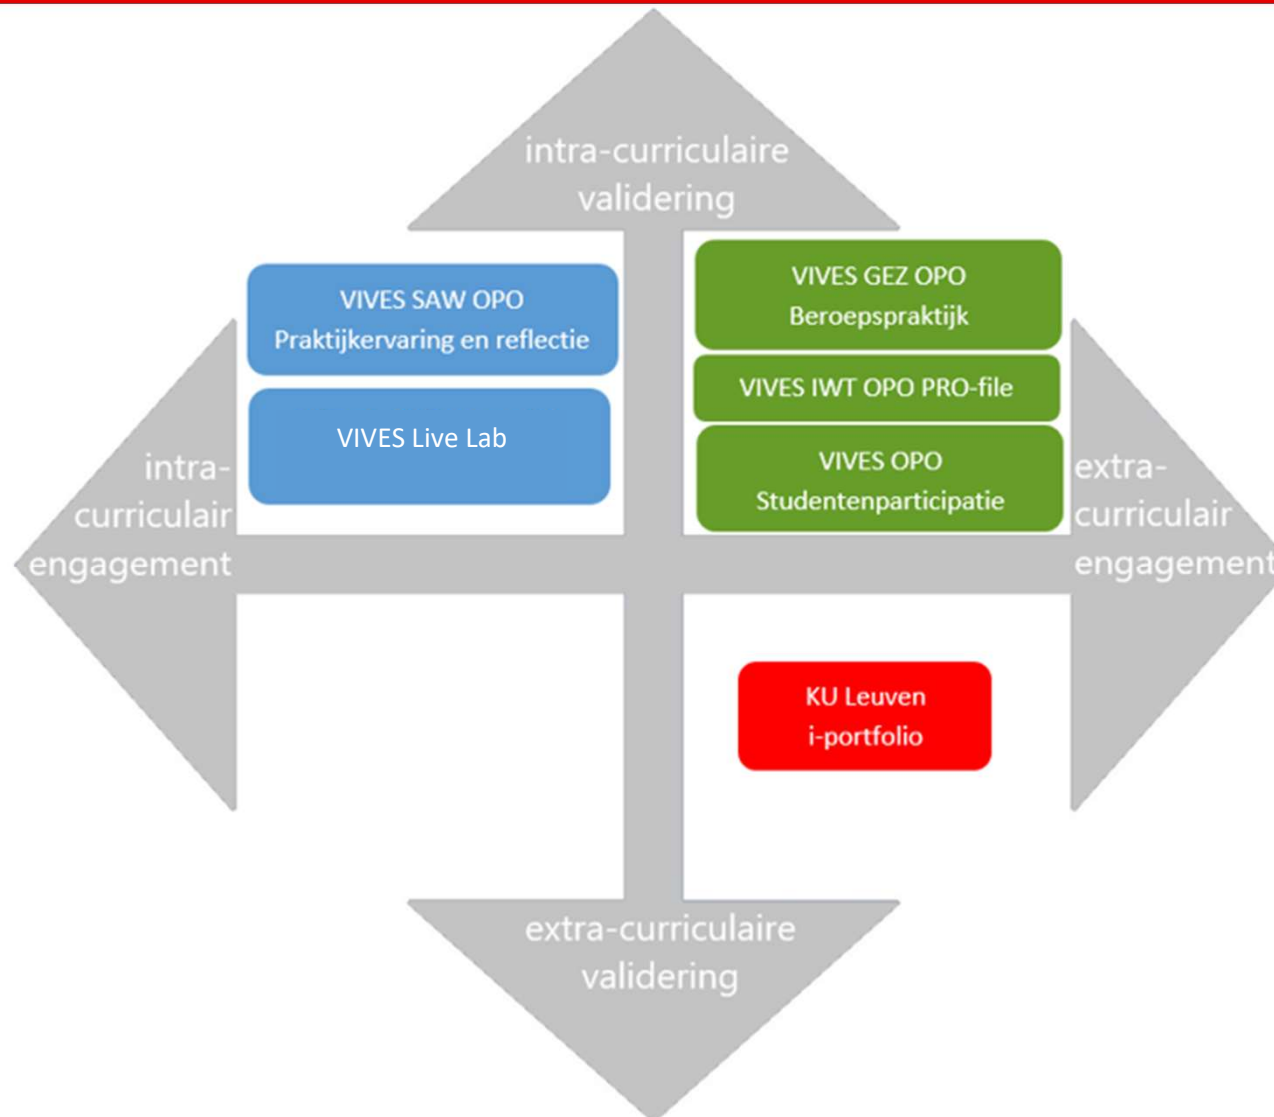 intra-curriculaire
validering
VIVES SAW OPO
Praktijkervaring en reflectie
VIVES Live Lab
VIVES GEZ OPO
Beroepspraktijk
VIVES IWT OPO PRO-file
VIVES OPO
Studentenparticipatie
intra-
curriculair
engagement
extra-
curriculair
engagement
KU Leuven
i-portfolio
extra-curriculaire
validering